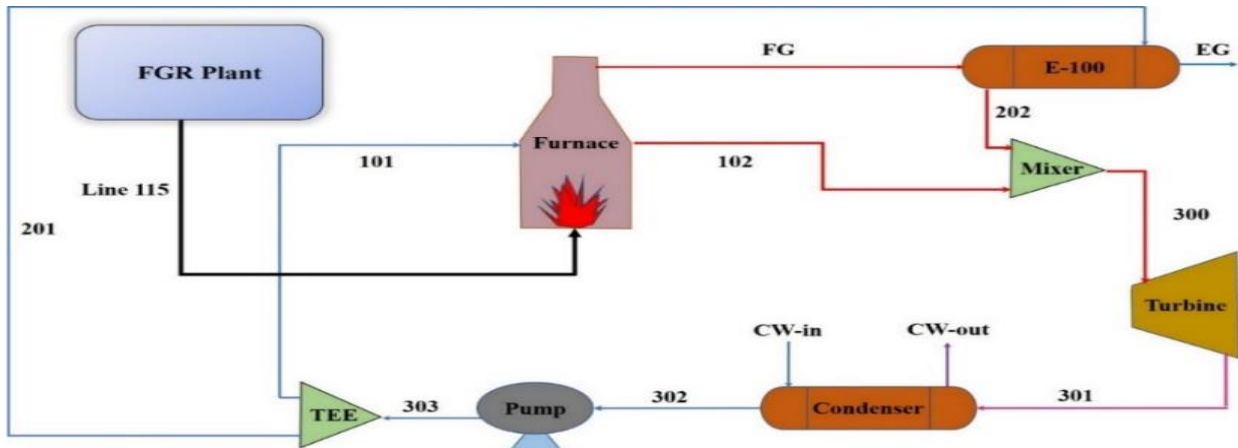 FG
EG
FGR Plant
E-100
202
Furnace
101
102
Mixer
Line 115
300
201
Turbine
CW-in
CW-out
303
Pump
302
Condenser
301
TEE